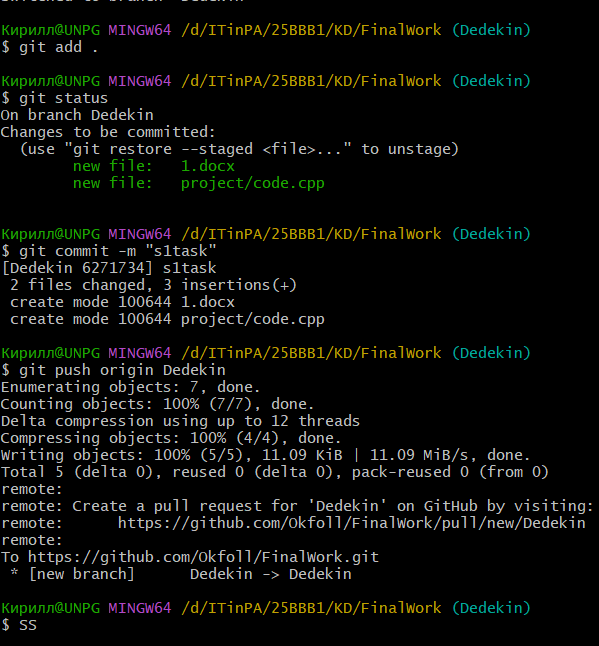 Switched to branch 'Dedekin'
Кирилл@UNPG MINGW64 /d/ITinPA/25BBB1/KD/FinalWork (Dedekin)
$ git add .
Кирилл@UNPG MINGW64 /d/ITinPA/25BBB1/KD/FinalWork (Dedekin)
$ git status
On branch Dedekin
Changes to be committed:
  (use "git restore --staged <file>..." to unstage)
        new file:   1.docx
        new file:   project/code.cpp
Кирилл@UNPG MINGW64 /d/ITinPA/25BBB1/KD/FinalWork (Dedekin)
$ git commit -m "s1task"
[Dedekin 6271734] s1task
 2 files changed, 3 insertions(+)
 create mode 100644 1.docx
 create mode 100644 project/code.cpp
Кирилл@UNPG MINGW64 /d/ITinPA/25BBB1/KD/FinalWork (Dedekin)
$ git push origin Dedekin
Enumerating objects: 7, done.
Counting objects: 100% (7/7), done.
Delta compression using up to 12 threads
Compressing objects: 100% (4/4), done.
Writing objects: 100% (5/5), 11.09 KiB | 11.09 MiB/s, done.
Total 5 (delta 0), reused 0 (delta 0), pack-reused 0 (from 0)
remote:
remote: Create a pull request for 'Dedekin' on GitHub by visiting:
remote:      https://github.com/Okfoll/FinalWork/pull/new/Dedekin
remote:
To https://github.com/Okfoll/FinalWork.git
 * [new branch]      Dedekin -> Dedekin
Кирилл@UNPG MINGW64 /d/ITinPA/25BBB1/KD/FinalWork (Dedekin)
$ SS